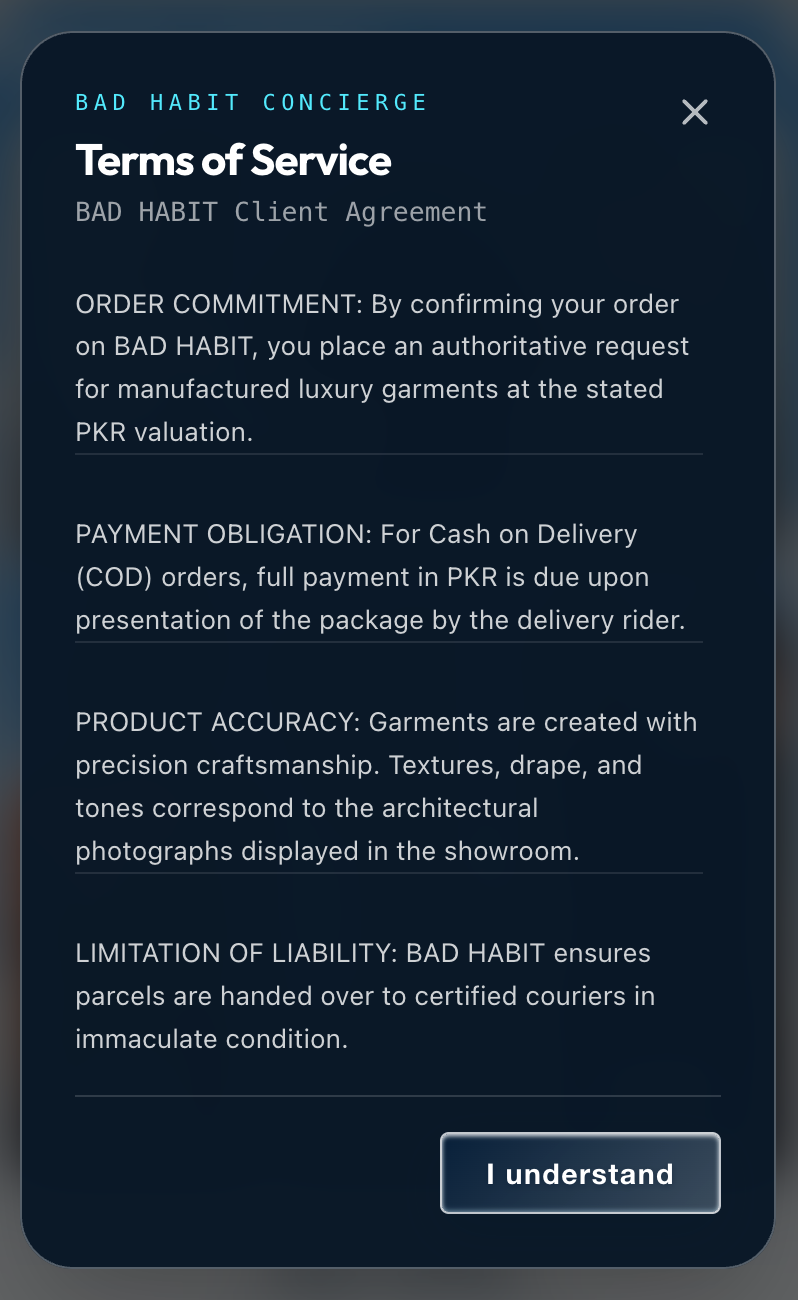 BAD HABIT CONCIERGE
Terms of Service
BAD HABIT Client Agreement
ORDER COMMITMENT: By confirming your order
on BAD HABIT, you place an authoritative request
for manufactured luxury garments at the stated
PKR valuation.
PAYMENT OBLIGATION: For Cash on Delivery
(COD) orders, full payment in PKR is due upon
presentation of the package by the delivery rider.
PRODUCT ACCURACY: Garments are created with
precision craftsmanship. Textures, drape, and
tones correspond to the architectural
photographs displayed in the showroom.
LIMITATION OF LIABILITY: BAD HABIT ensures
parcels are handed over to certified couriers in
immaculate condition.
I understand